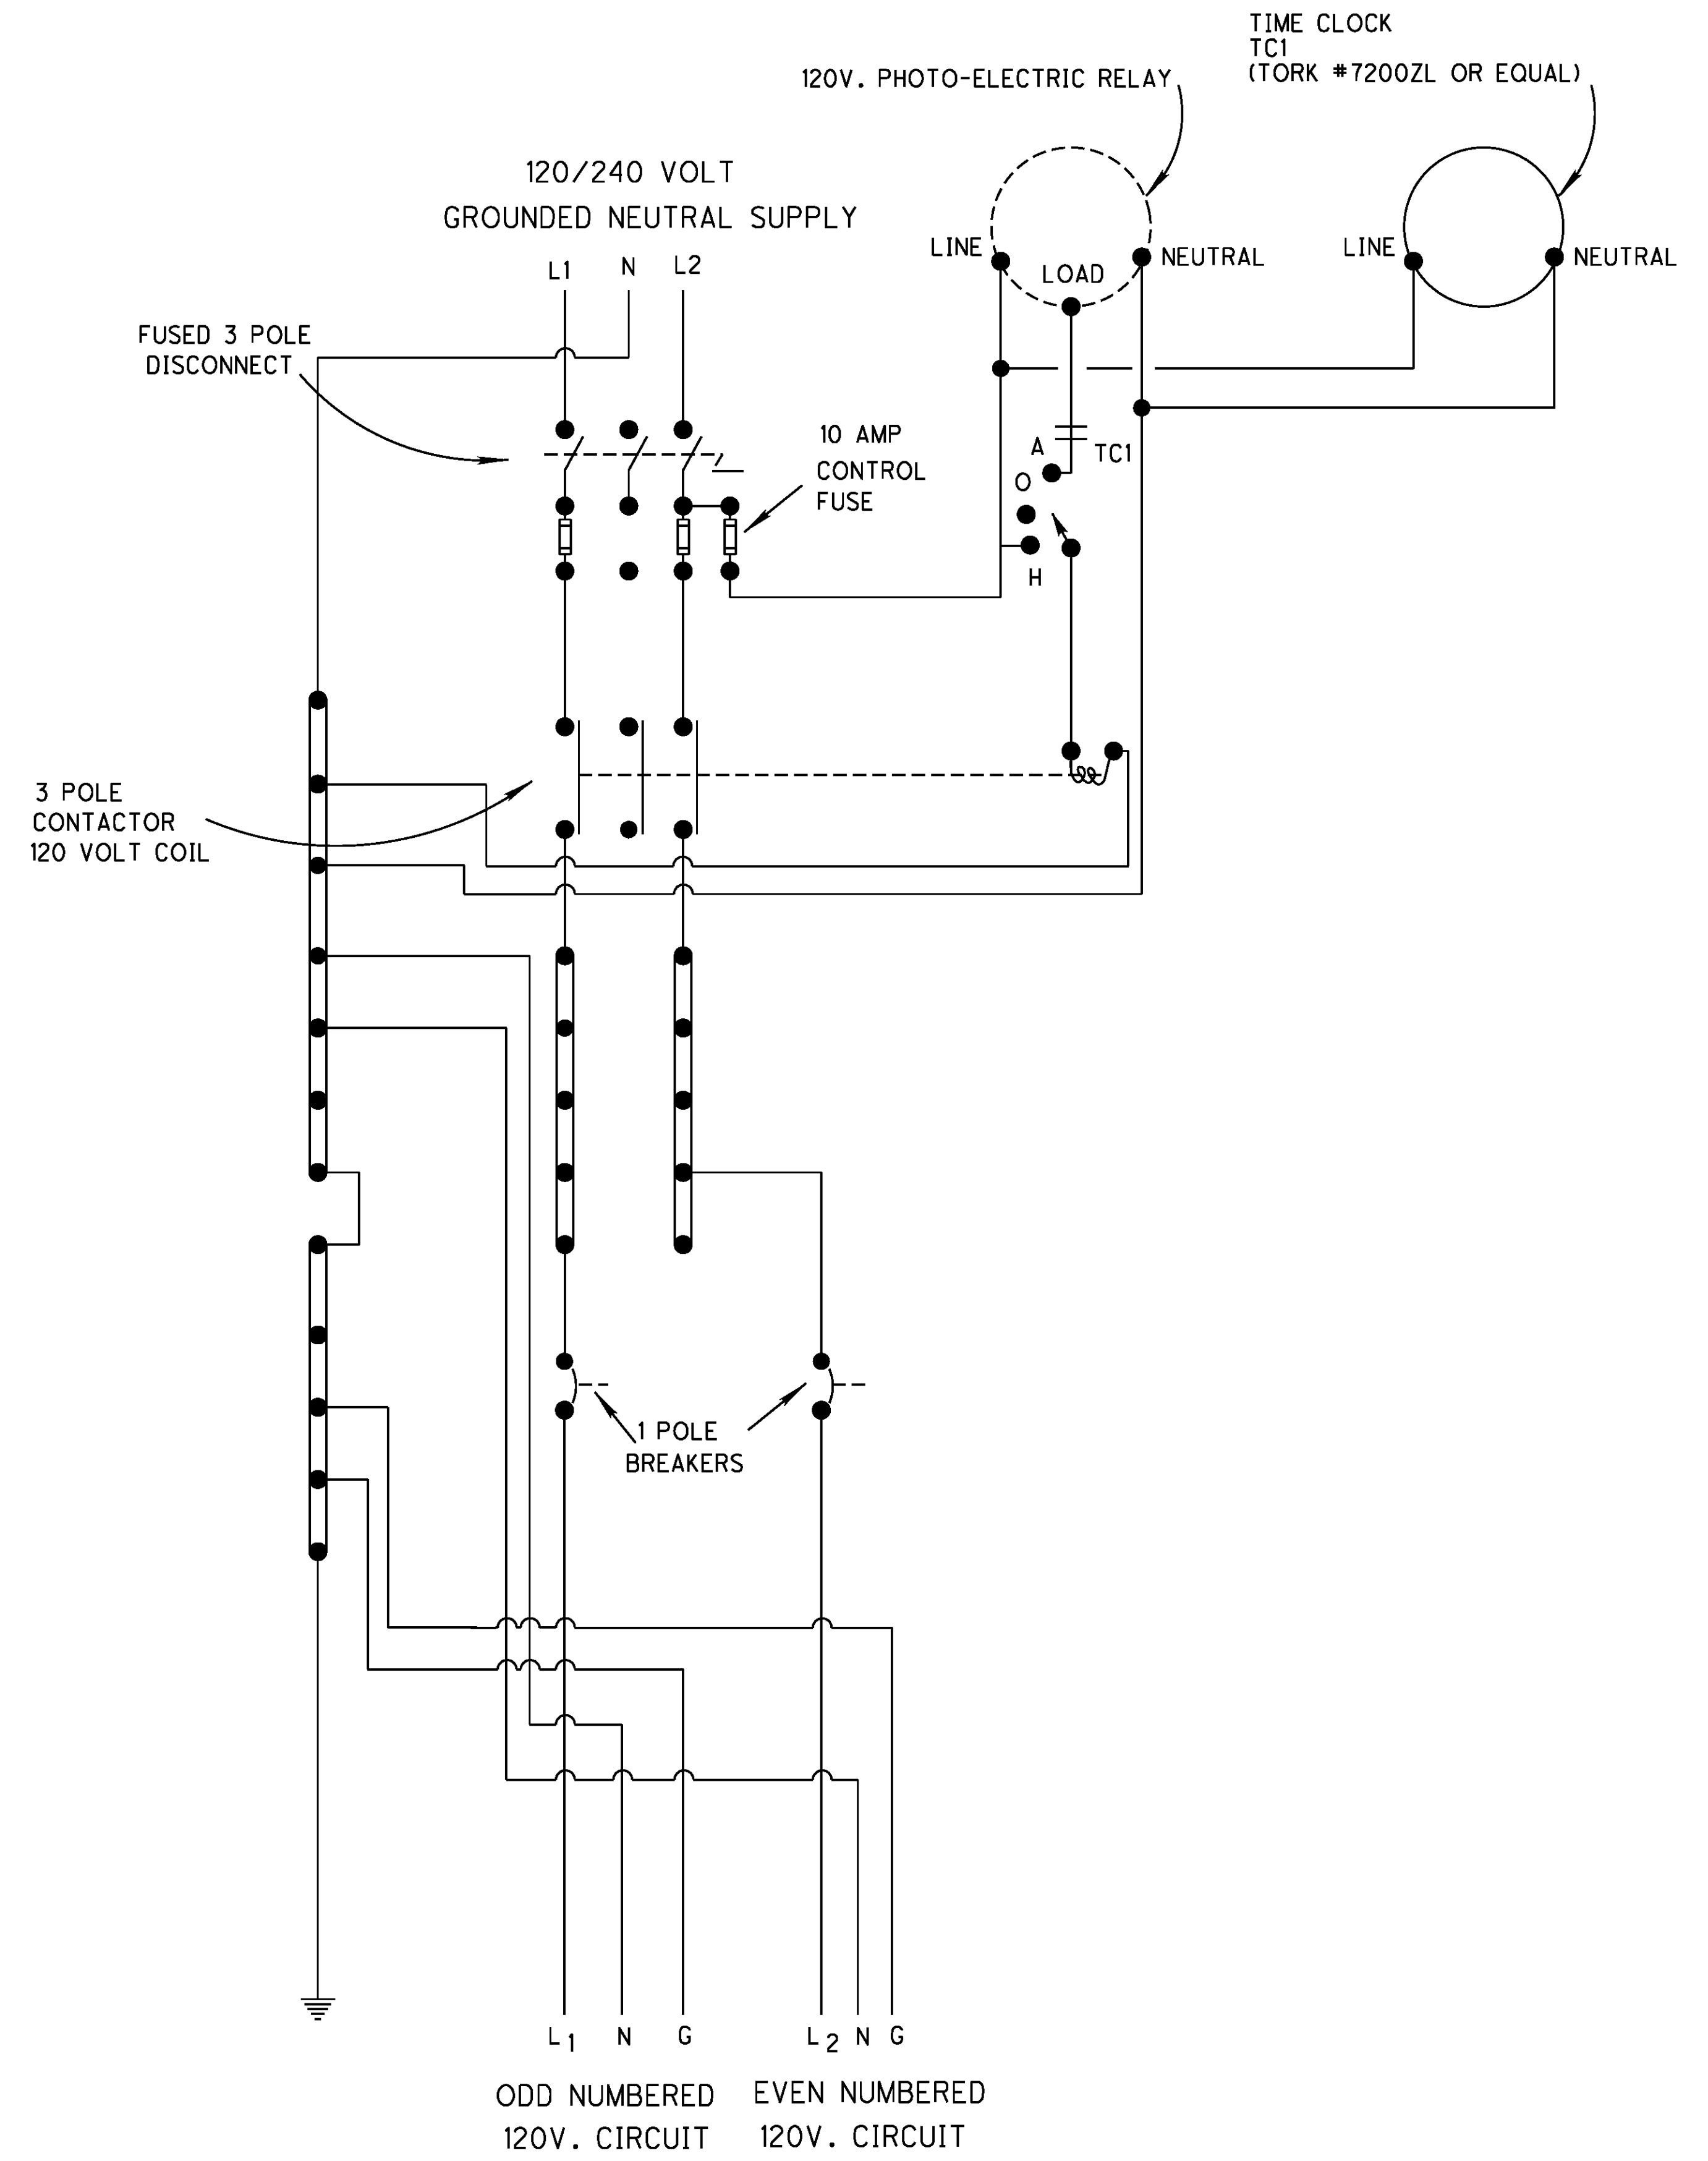 TIME CLOCK
TC1
(TORK #7200ZL OR EQUAL)
120V. PHOTO-ELECTRIC RELAY
120/240 VOLT
GROUNDED NEUTRAL SUPPLY
L1 N L2
LINE
LOAD
NEUTRAL
LINE
NEUTRAL
FUSED 3 POLE
DISCONNECT
10 AMP
CONTROL
FUSE
A
TC1
O
H
3 POLE
CONTACTOR
120 VOLT COIL
1 POLE
BREAKERS
L1 N G
L2 N G
ODD NUMBERED
120V. CIRCUIT
EVEN NUMBERED
120V. CIRCUIT